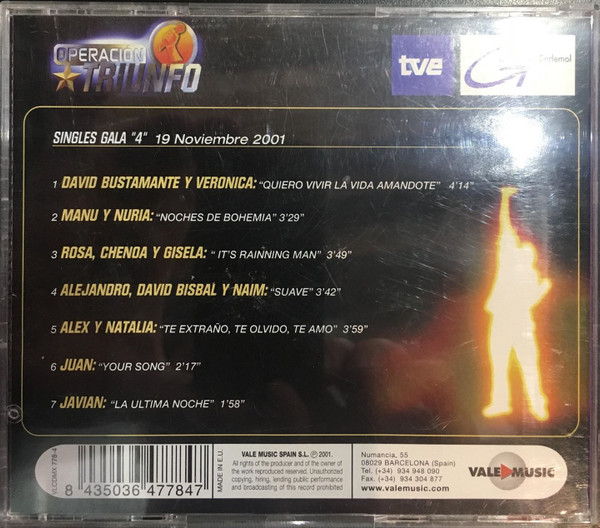 OPERACIÓN
TRIUNFO
tve
SINGLES GALA "4" 19 Noviembre 2001
1 DAVID BUSTAMANTE Y VERONICA: "QUIERO VIVIR LA VIDA AMANDOTE" 4'14"
2 MANU Y NURIA: "NOCHES DE BOHEMIA" 3'29"
3 ROSA, CHENOA Y GISELA: " IT'S RAINNING MAN" 3'49"
4 ALEJANDRO, DAVID BISBAL Y NAIM: "SUAVE" 3'42"
5 ALEX Y NATALIA: "TE EXTRAÑO, TE OLVIDO, TE AMO" 3'59"
6 JUAN: "YOUR SONG" 2'17"
7 JAVIAN: "LA ULTIMA NOCHE" 1'58"
VLCDMN 778-4
8 435036 477847
MADE IN E.U.
VALE MUSIC SPAIN S.L. ℗ 2001.
All rights of the producer and of the owner of
the work reproduced reserved. Unauthorized
copying, hiring, lending public performance
and broadcasting of this record prohibited
Numancia, 55
08029 BARCELONA (Spain)
Tel. (+34) 934 948 090
Fax. (+34) 934 304 877
www.valemusic.com
VALE MUSIC